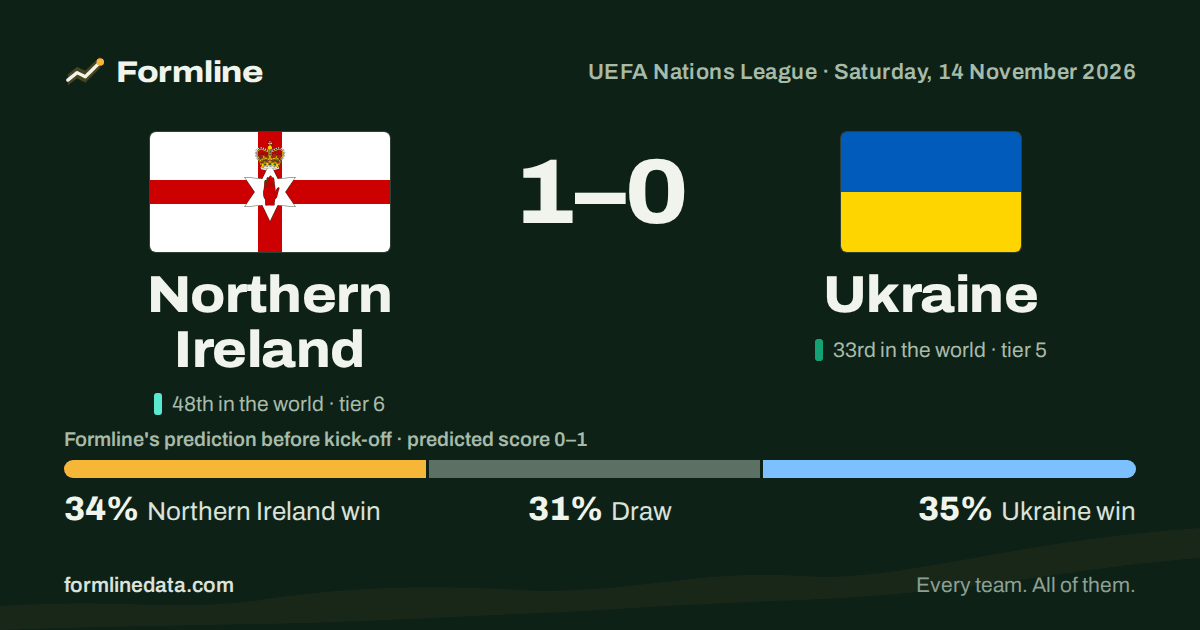 Formline
UEFA Nations League · Saturday, 14 November 2026
1–0
Northern
Ireland
48th in the world · tier 6
Ukraine
33rd in the world · tier 5
Formline's prediction before kick-off · predicted score 0–1
34% Northern Ireland win
31% Draw
35% Ukraine win
formlinedata.com
Every team. All of them.